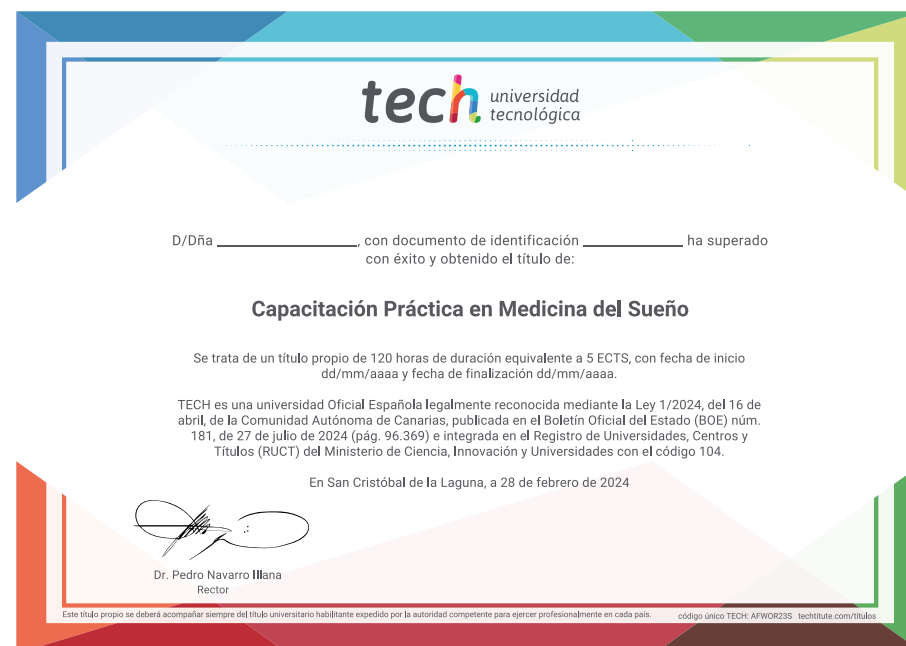 tech universidad
tecnológica
D/Dña ____________________, con documento de identificación ______________ ha superado
con éxito y obtenido el título de:
Capacitación Práctica en Medicina del Sueño
Se trata de un título propio de 120 horas de duración equivalente a 5 ECTS, con fecha de inicio
dd/mm/aaaa y fecha de finalización dd/mm/aaaa.
TECH es una universidad Oficial Española legalmente reconocida mediante la Ley 1/2024, del 16 de
abril, de la Comunidad Autónoma de Canarias, publicada en el Boletín Oficial del Estado (BOE) núm.
181, de 27 de julio de 2024 (pág. 96.369) e integrada en el Registro de Universidades, Centros y
Títulos (RUCT) del Ministerio de Ciencia, Innovación y Universidades con el código 104.
En San Cristóbal de la Laguna, a 28 de febrero de 2024
Dr. Pedro Navarro Illana
Rector
Este título propio se deberá acompañar siempre del título universitario habilitante expedido por la autoridad competente para ejercer profesionalmente en cada país. código único TECH: AFWOR23S techtitute.com/titulos